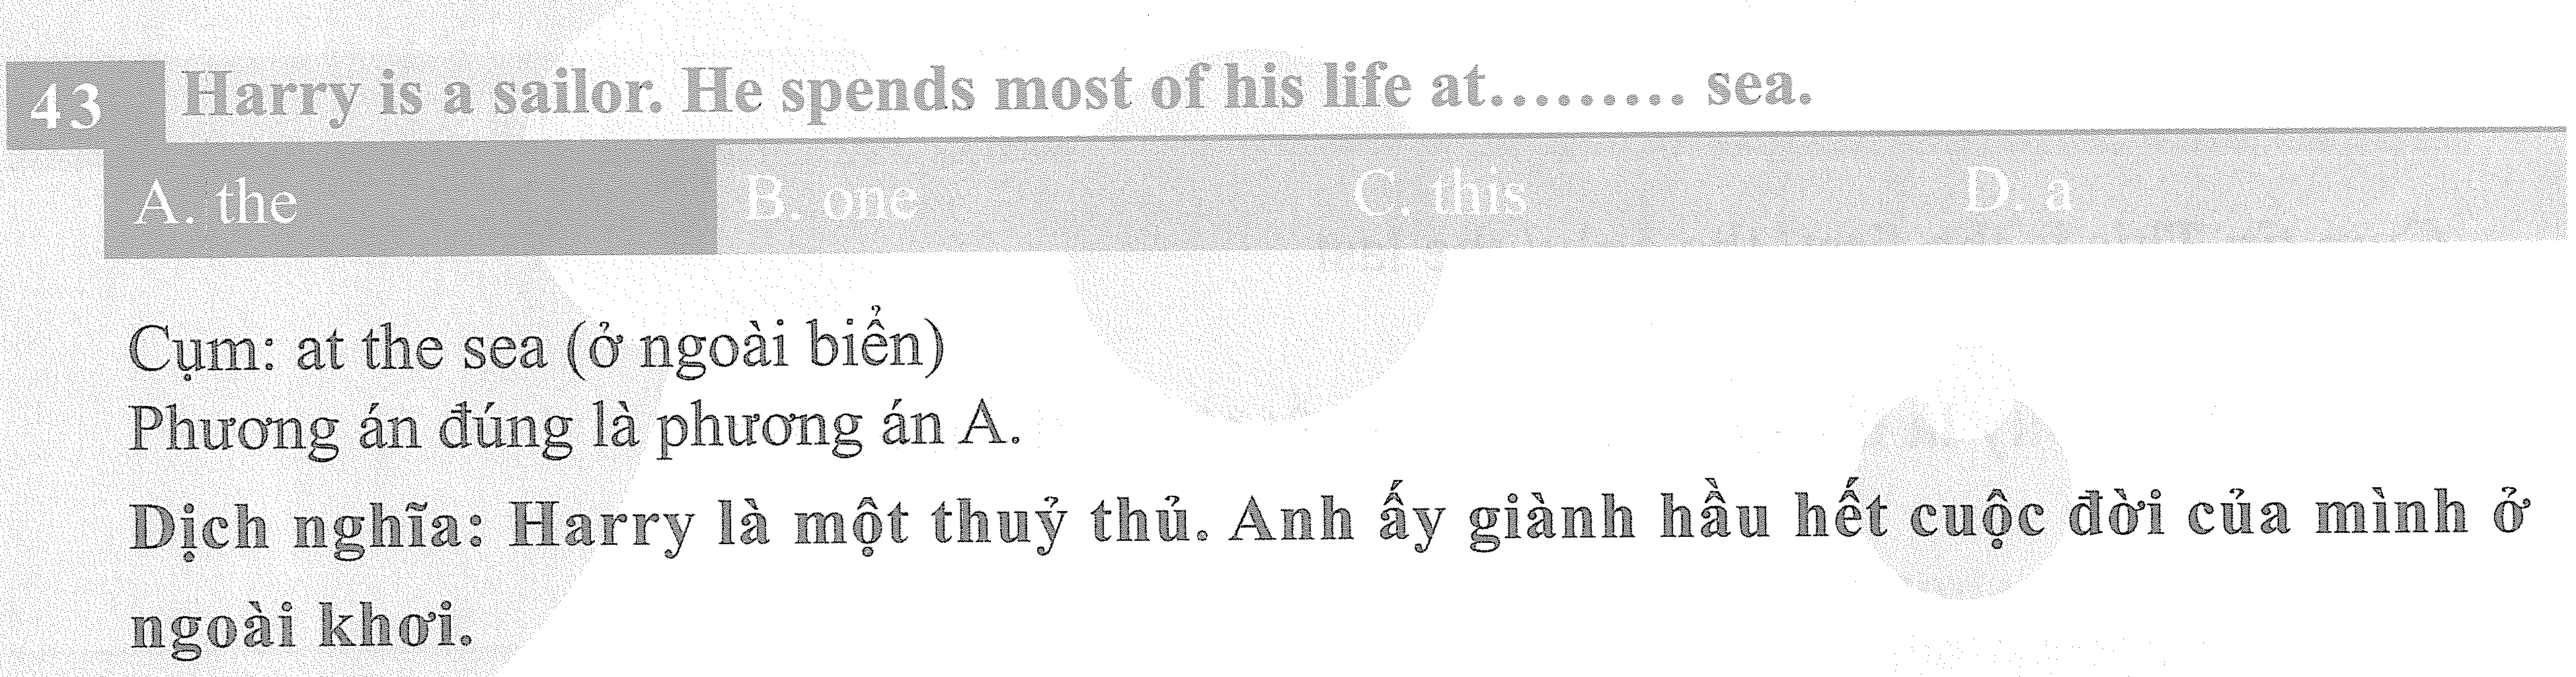 43 Harry is a sailor. He spends most of his life at......... sea.
A. the B. one C. this D. a
Cụm: at the sea (ở ngoài biển)
Phương án đúng là phương án A.
Dịch nghĩa: Harry là một thuỷ thủ. Anh ấy giành hầu hết cuộc đời của mình ở
ngoài khơi.